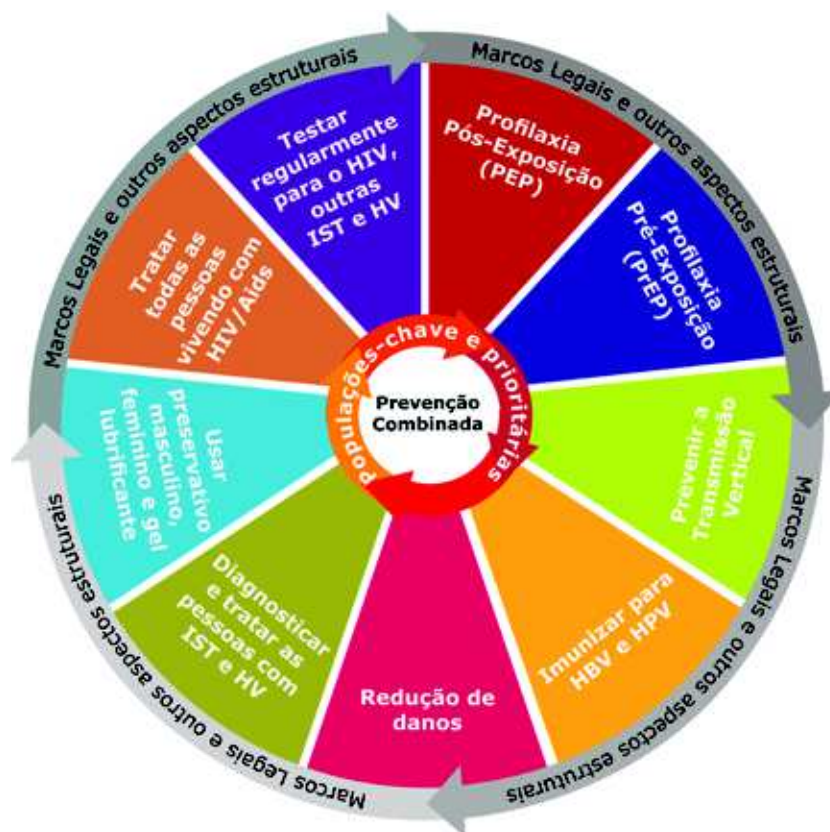 Prevenção
Combinada
Populações-chave e prioritárias
Profilaxia
Pós-Exposição
(PEP)
Profilaxia
Pré-Exposição
(PrEP)
Prevenir a
Transmissão
Vertical
Imunizar para
HBV e HPV
Redução de
danos
Diagnosticar
e tratar as
pessoas com
IST e HV
Usar
preservativo
masculino,
feminino e gel
lubrificante
Tratar
todas as
pessoas
vivendo com
HIV/Aids
Testar
regularmente
para o HIV,
outras
IST e HV
Marcos Legais e outros aspectos estruturais
Marcos Legais e outros aspectos estruturais
Marcos Legais e outros aspectos estruturais
Marcos Legais e outros aspectos estruturais